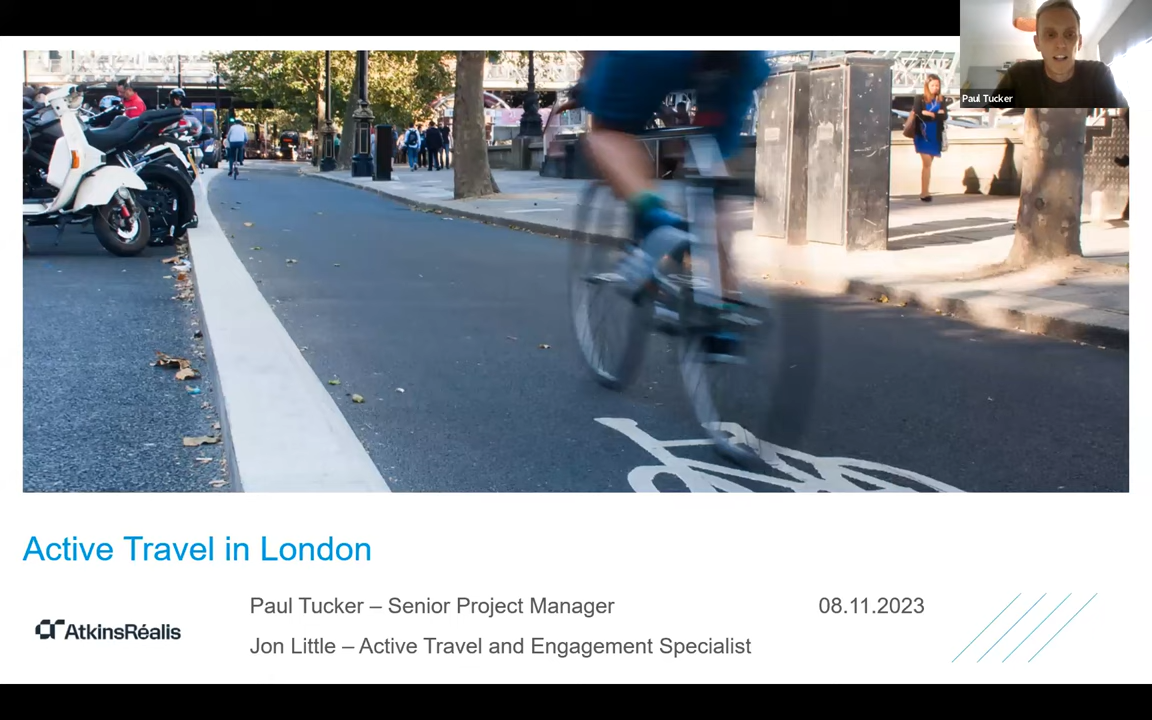 Paul Tucker
Active Travel in London
Paul Tucker – Senior Project Manager
08.11.2023
AtkinsRéalis
Jon Little – Active Travel and Engagement Specialist